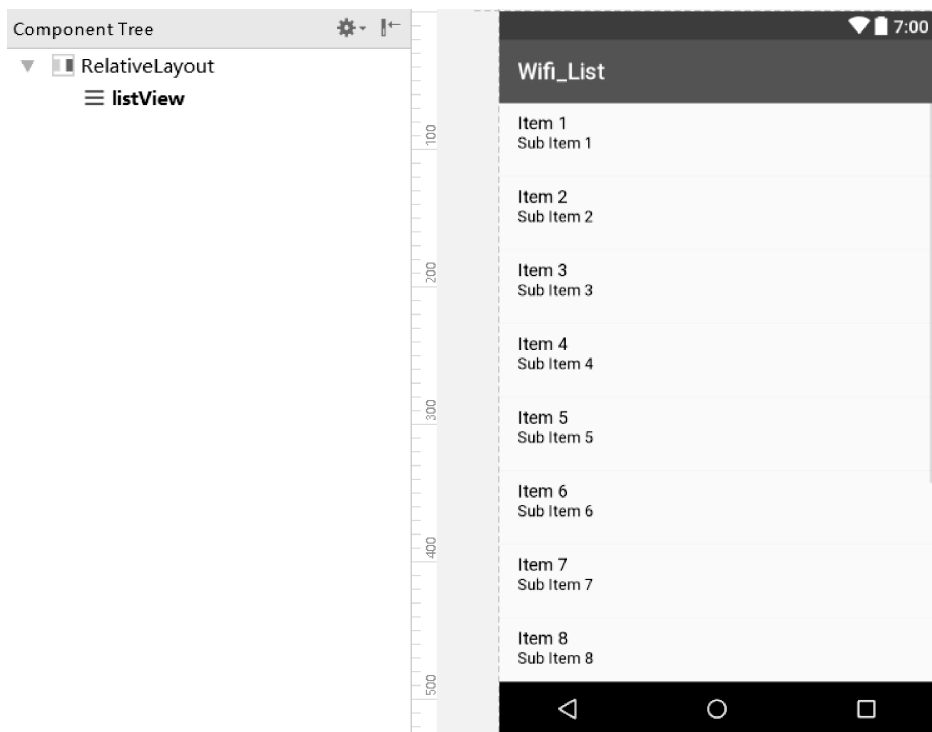 Component Tree
RelativeLayout
listView
100
200
300
400
500
7:00
Wifi_List
Item 1
Sub Item 1
Item 2
Sub Item 2
Item 3
Sub Item 3
Item 4
Sub Item 4
Item 5
Sub Item 5
Item 6
Sub Item 6
Item 7
Sub Item 7
Item 8
Sub Item 8